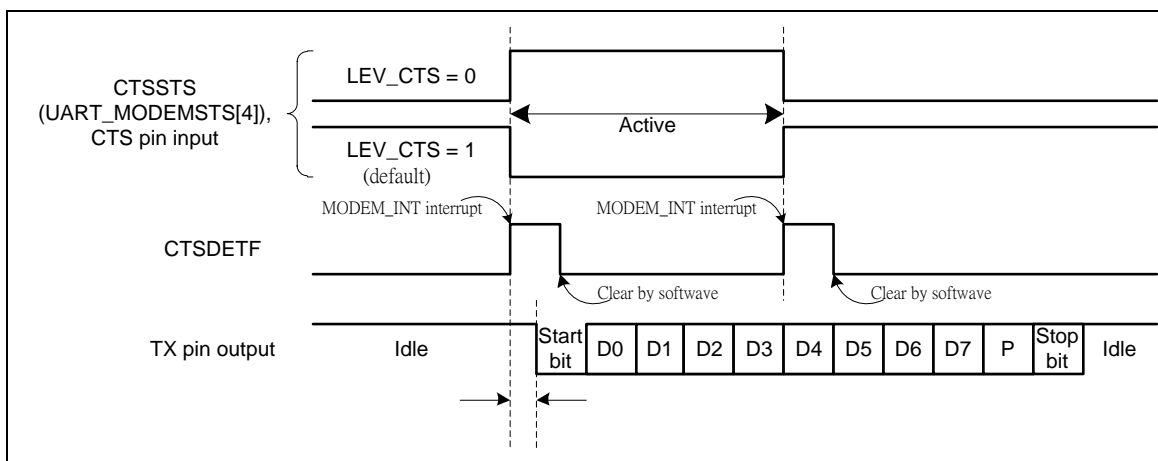 CTSSTS
(UART_MODEMSTS[4]),
CTS pin input
LEV_CTS = 0
Active
LEV_CTS = 1
(default)
MODEM_INT interrupt
MODEM_INT interrupt
CTSDETF
Clear by softwave
Clear by softwave
TX pin output
Idle
Start
bit
D0
D1
D2
D3
D4
D5
D6
D7
P
Stop
bit
Idle